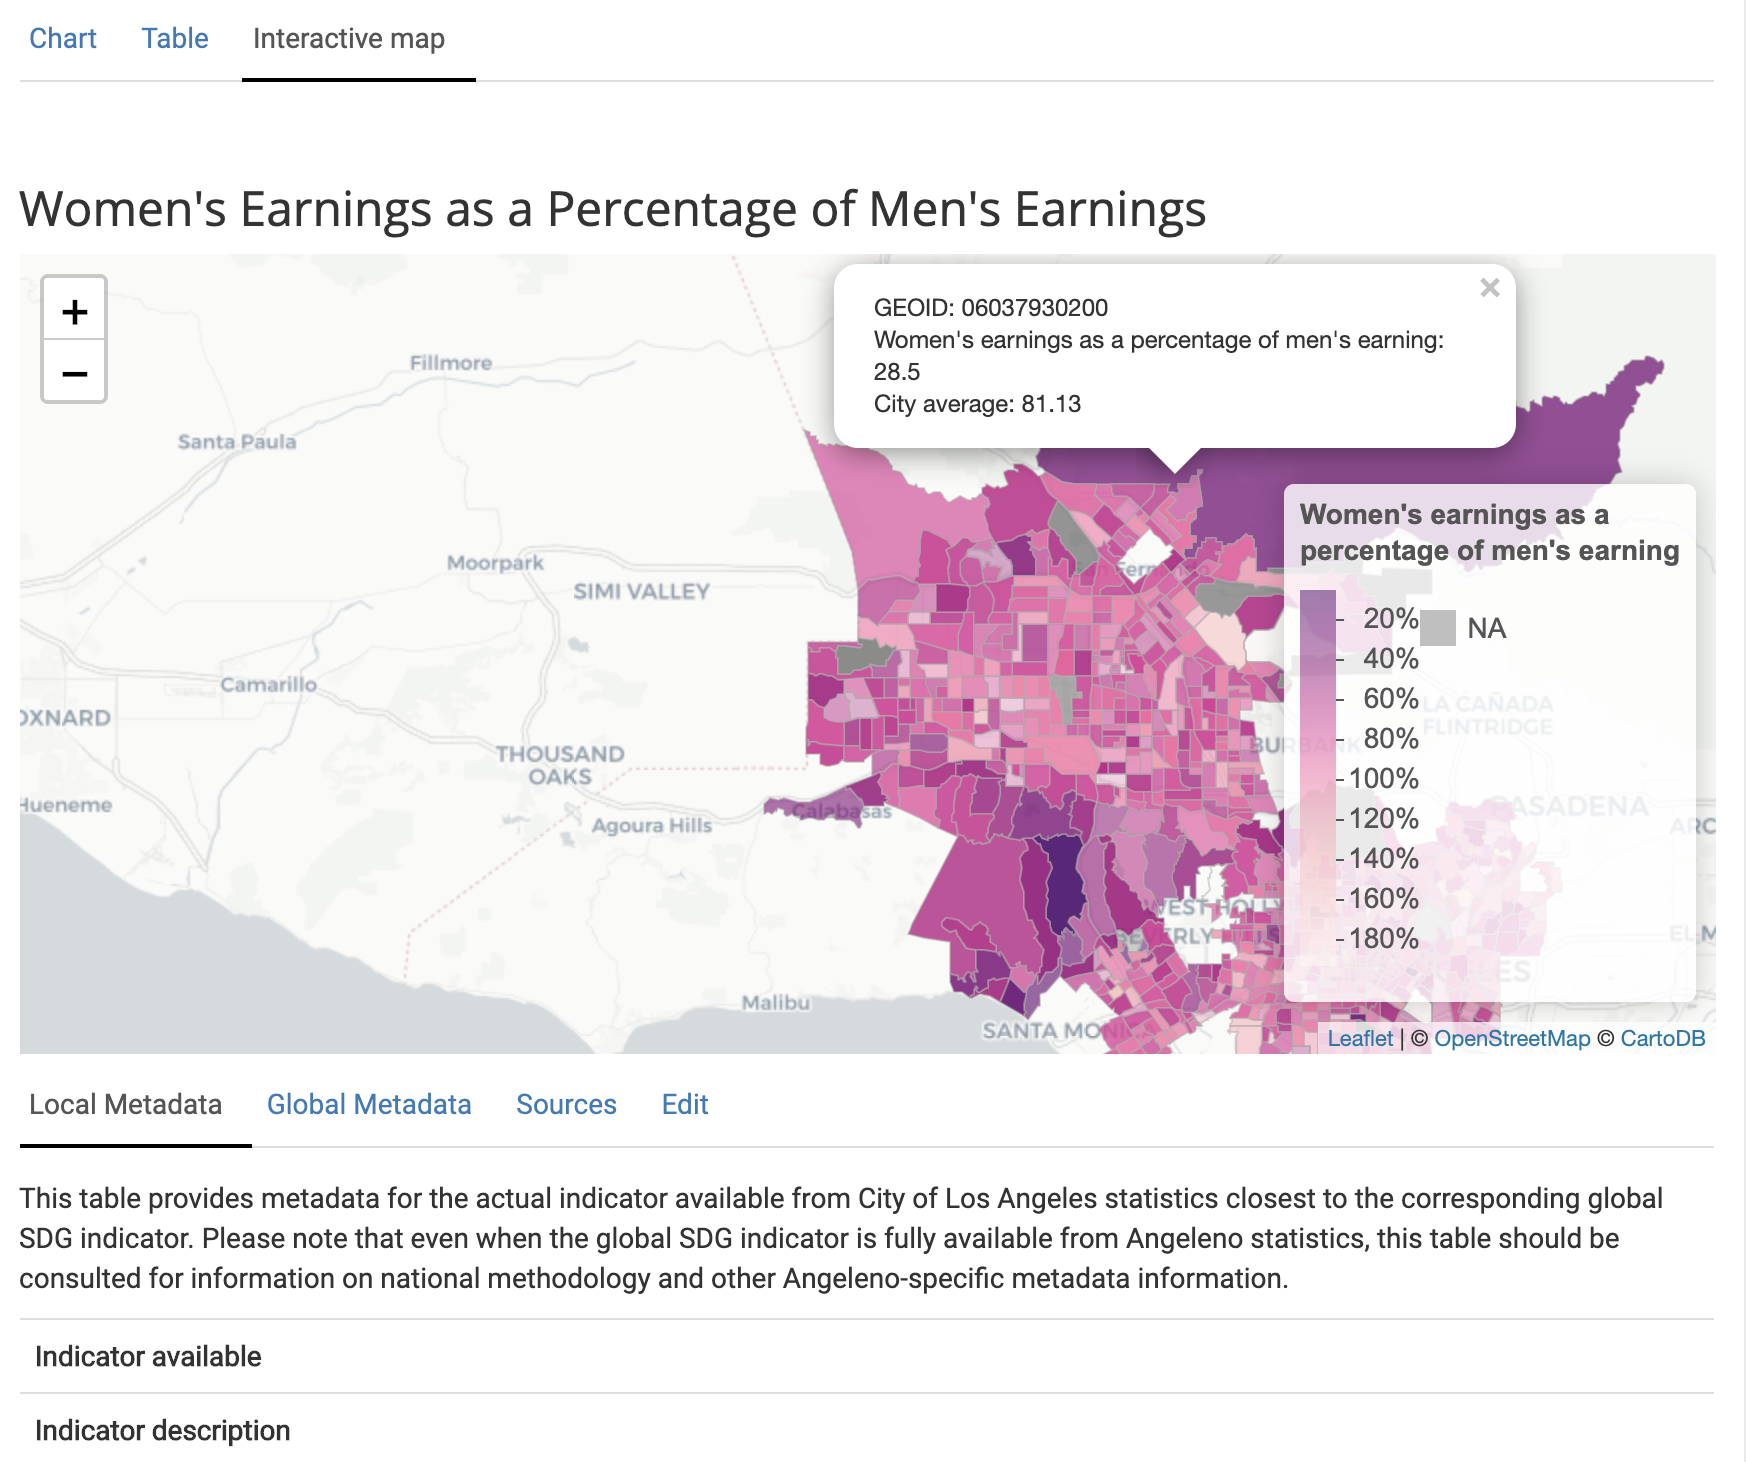 Chart Table Interactive map
Women's Earnings as a Percentage of Men's Earnings
+
−
GEOID: 06037930200
Women's earnings as a percentage of men's earning:
28.5
City average: 81.13
×
Fillmore
Santa Paula
Moorpark
SIMI VALLEY
Camarillo
OXNARD
THOUSAND
OAKS
Hueneme
Agoura Hills
Calabasas
Malibu
SANTA MON
BURBANK
LA CAÑADA
FLINTRIDGE
PASADENA
ARC
WEST HOLLY
BEVERLY
EL M
Women's earnings as a
percentage of men's earning
20%
40%
60%
80%
100%
120%
140%
160%
180%
NA
Leaflet | © OpenStreetMap © CartoDB
Local Metadata Global Metadata Sources Edit
This table provides metadata for the actual indicator available from City of Los Angeles statistics closest to the corresponding global
SDG indicator. Please note that even when the global SDG indicator is fully available from Angeleno statistics, this table should be
consulted for information on national methodology and other Angeleno-specific metadata information.
Indicator available
Indicator description